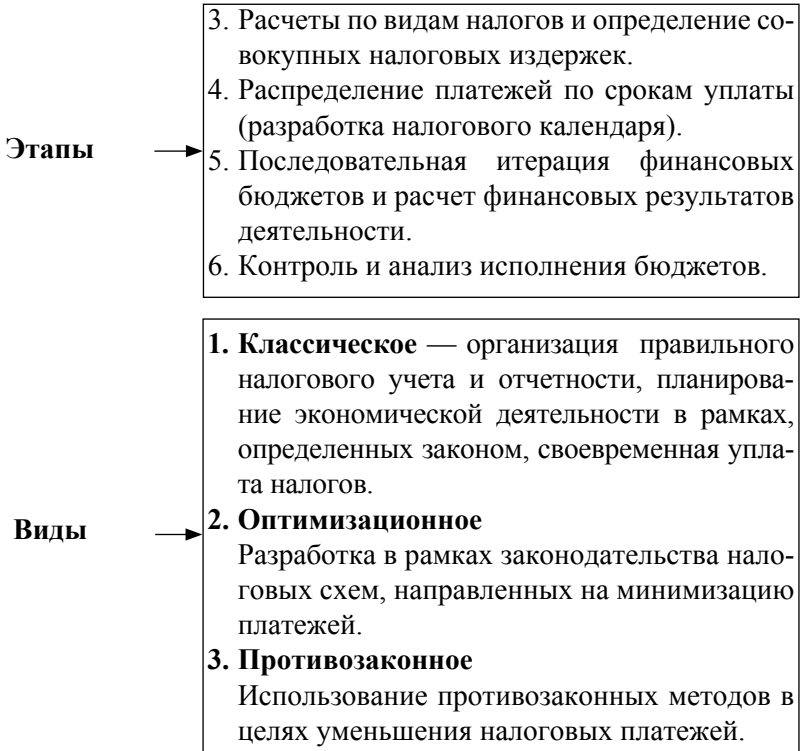 3. Расчеты по видам налогов и определение со-
вокупных налоговых издержек.
4. Распределение платежей по срокам уплаты
(разработка налогового календаря).
Этапы
5. Последовательная итерация финансовых
бюджетов и расчет финансовых результатов
деятельности.
6. Контроль и анализ исполнения бюджетов.
1. Классическое — организация правильного
налогового учета и отчетности, планирова-
ние экономической деятельности в рамках,
определенных законом, своевременная упла-
та налогов.
Виды
2. Оптимизационное
Разработка в рамках законодательства нало-
говых схем, направленных на минимизацию
платежей.
3. Противозаконное
Использование противозаконных методов в
целях уменьшения налоговых платежей.